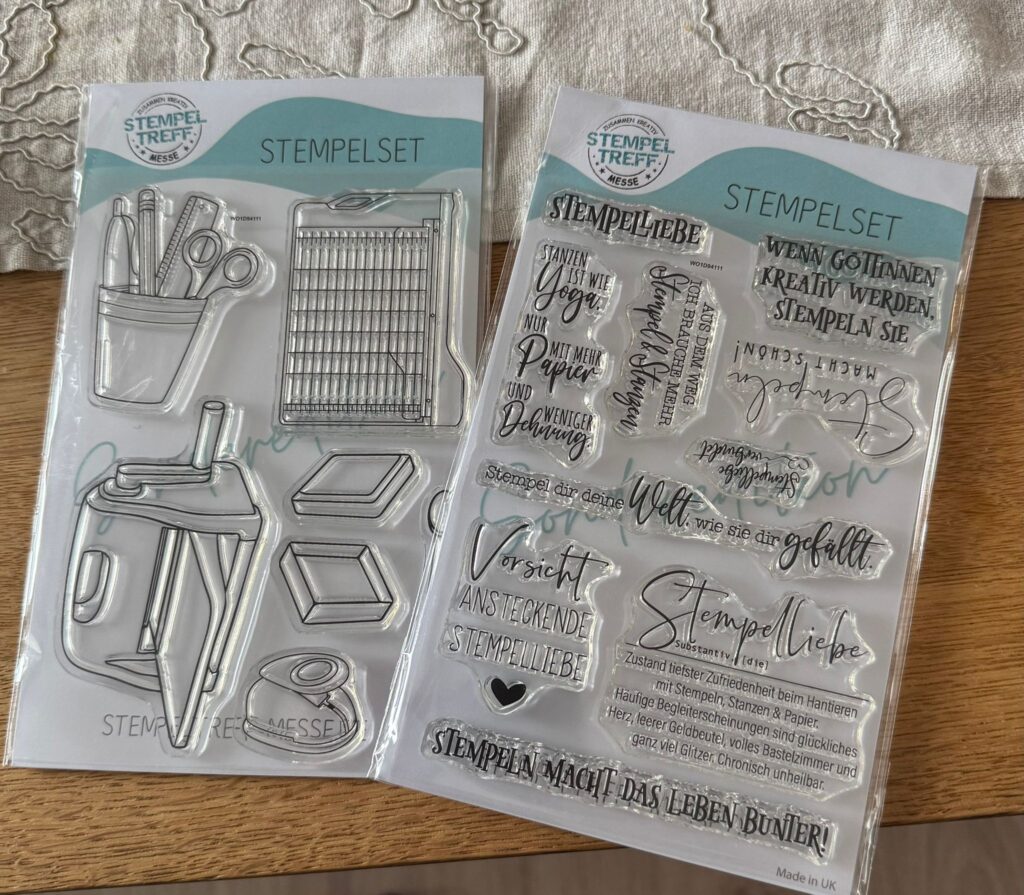 ZUSAMMEN KREATIV
STEMPEL
TREFF.
MESSE
STEMPELSET
WO1D94111
STEMPELTREFF MESSE
ZUSAMMEN KREATIV
STEMPEL
TREFF.
MESSE
STEMPELSET
STEMPELLIEBE
WO1D94111
STANZEN
IST WIE
Yoga.
NUR
MIT MEHR
Papier
UND
WENIGER
Dehnung.
AUS DEM WEG
ICH BRAUCHE MEHR
Stempel & Stanzen
WENN GÖTTINNEN
KREATIV WERDEN,
STEMPELN SIE
Stempeln
MACHT SCHÖN!
Stempelliebe
verbindet
Stempel dir deine Welt, wie sie dir gefällt.
Vorsicht
ANSTECKENDE
STEMPELLIEBE
Stempelliebe
Substantiv, [die]
Zustand tiefster Zufriedenheit beim Hantieren
mit Stempeln, Stanzen & Papier.
Häufige Begleiterscheinungen sind glückliches
Herz, leerer Geldbeutel, volles Bastelzimmer und
ganz viel Glitzer. Chronisch unheilbar.
STEMPELN MACHT DAS LEBEN BUNTER!
Made in UK